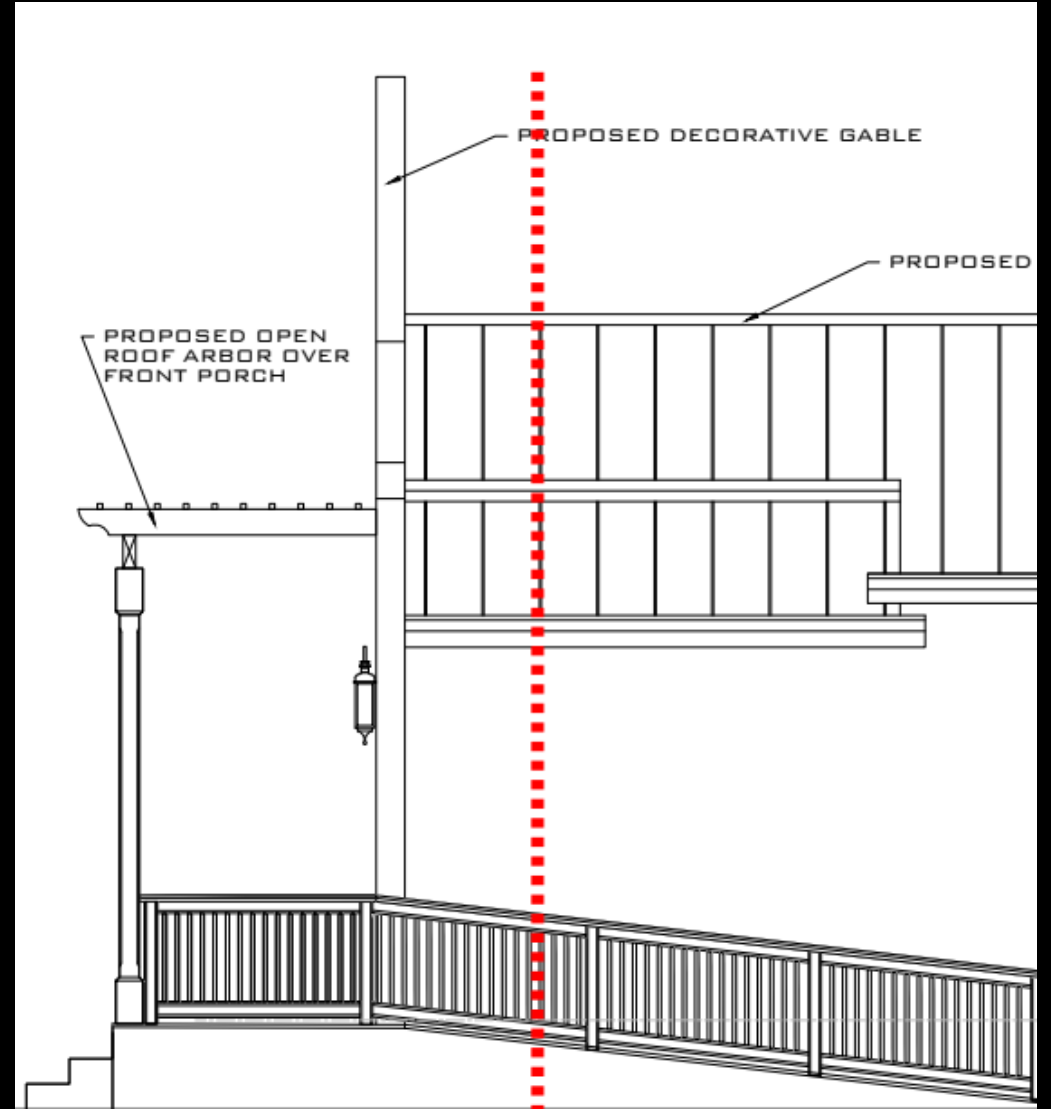 PROPOSED DECORATIVE GABLE
PROPOSED
PROPOSED OPEN
ROOF ARBOR OVER
FRONT PORCH